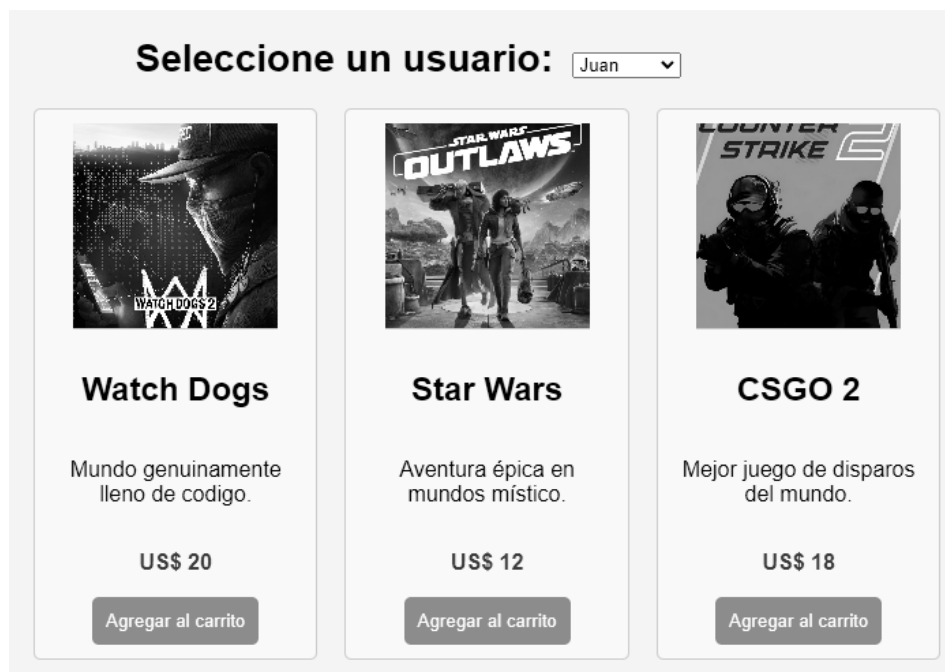 Seleccione un usuario:
Juan
WATCH DOGS 2
STAR WARS
OUTLAWS
COUNTER
STRIKE 2
Watch Dogs
Star Wars
CSGO 2
Mundo genuinamente
lleno de codigo.
Aventura épica en
mundos místico.
Mejor juego de disparos
del mundo.
US$ 20
US$ 12
US$ 18
Agregar al carrito
Agregar al carrito
Agregar al carrito